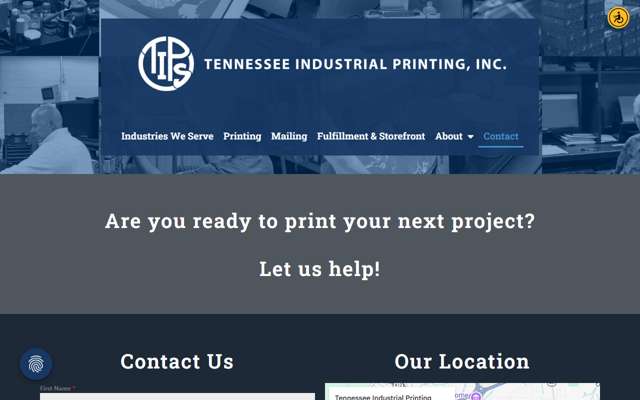 TIPS
TENNESSEE INDUSTRIAL PRINTING, INC.
Industries We Serve Printing Mailing Fulfillment & Storefront About Contact
Are you ready to print your next project?
Let us help!
Contact Us
Our Location
First Name *
Tennessee Industrial Printing